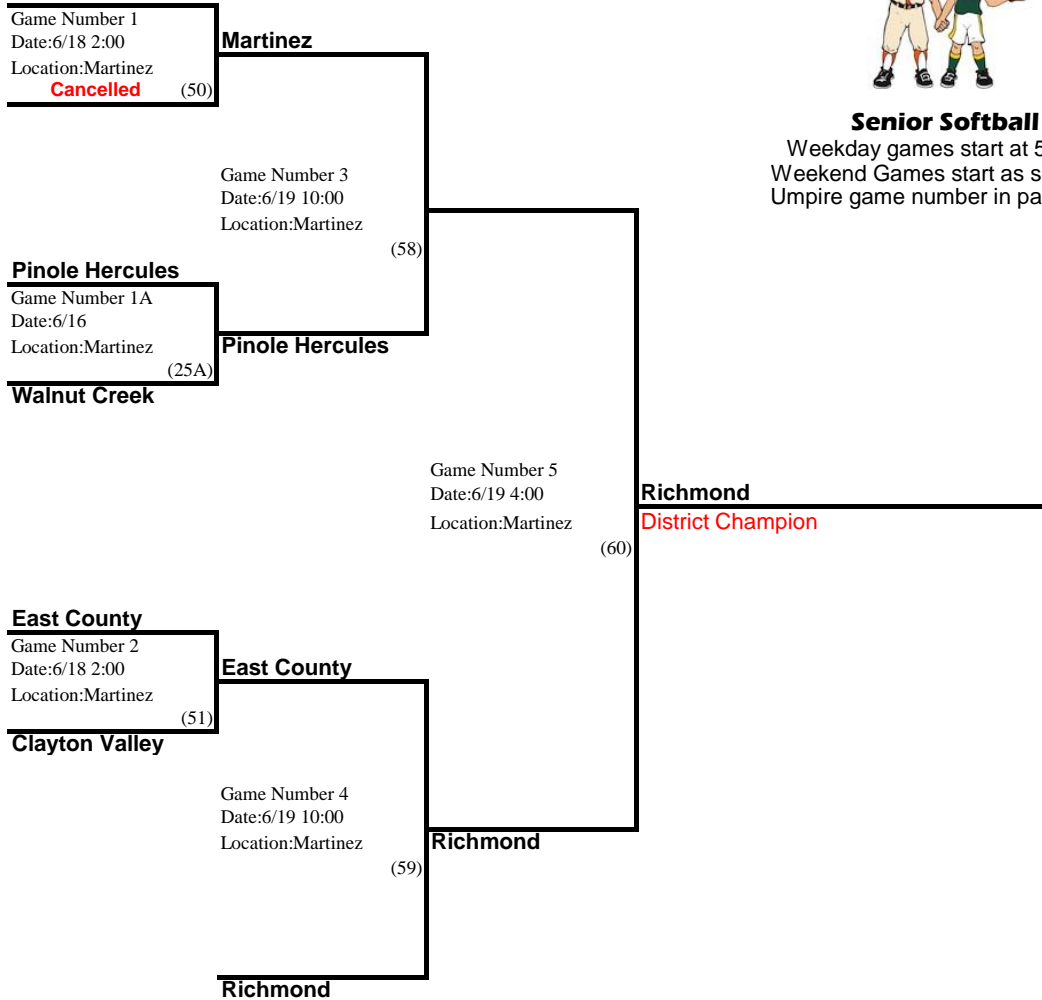 Game Number 1
Date:6/18 2:00
Location:Martinez
Cancelled (50)
Martinez
Senior Softball
Weekday games start at
Weekend Games start as
Umpire game number in
Game Number 3
Date:6/19 10:00
Location:Martinez
(58)
Pinole Hercules
Game Number 1A
Date:6/16
Location:Martinez
(25A)
Walnut Creek
Pinole Hercules
Game Number 5
Date:6/19 4:00
Location:Martinez
(60)
Richmond
District Champion
East County
Game Number 2
Date:6/18 2:00
Location:Martinez
(51)
Clayton Valley
East County
Game Number 4
Date:6/19 10:00
Location:Martinez
(59)
Richmond
Richmond